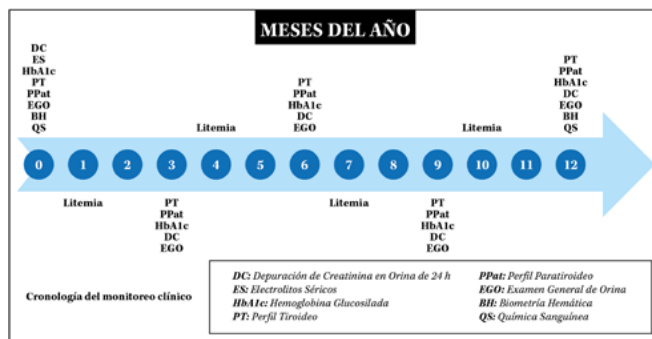 MESES DEL AÑO
DC
ES
HbA1c
PT
PPat
EGO
BH
QS
Litemia
PT
PPat
HbA1c
DC
EGO
Litemia
PT
PPat
HbA1c
DC
EGO
BH
QS
0 1 2 3 4 5 6 7 8 9 10 11 12
Litemia
PT
PPat
HbA1c
DC
EGO
Litemia
PT
PPat
HbA1c
DC
EGO
Cronología del monitoreo clínico
DC: Depuración de Creatinina en Orina de 24 h
ES: Electrolitos Séricos
HbA1c: Hemoglobina Glucosilada
PT: Perfil Tiroideo
PPat: Perfil Paratiroideo
EGO: Examen General de Orina
BH: Biometría Hemática
QS: Química Sanguínea